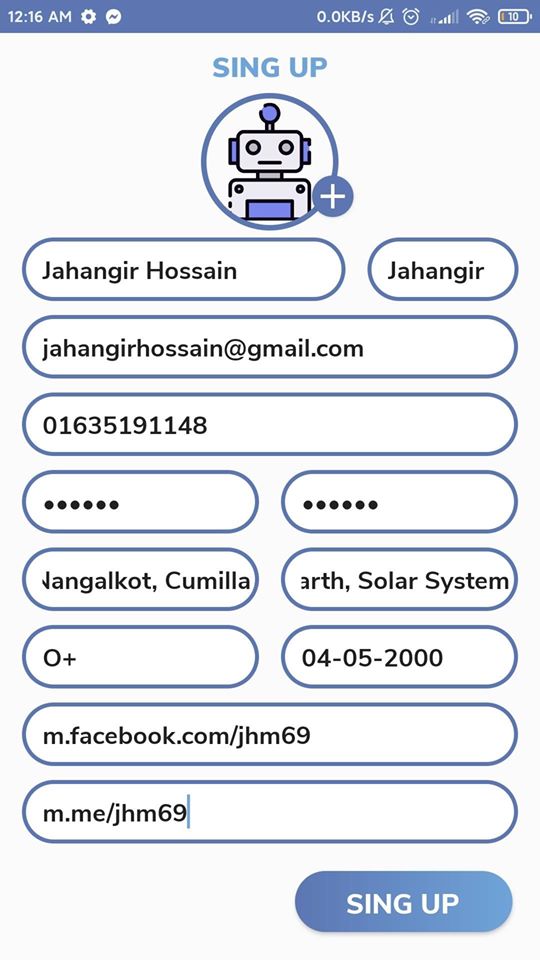 12:16 AM 0.0KB/s 10
SING UP
Jahangir Hossain Jahangir
jahangirhossain@gmail.com
01635191148
•••••• ••••••
Nangalkot, Cumilla arth, Solar System
O+ 04-05-2000
m.facebook.com/jhm69
m.me/jhm69
SING UP